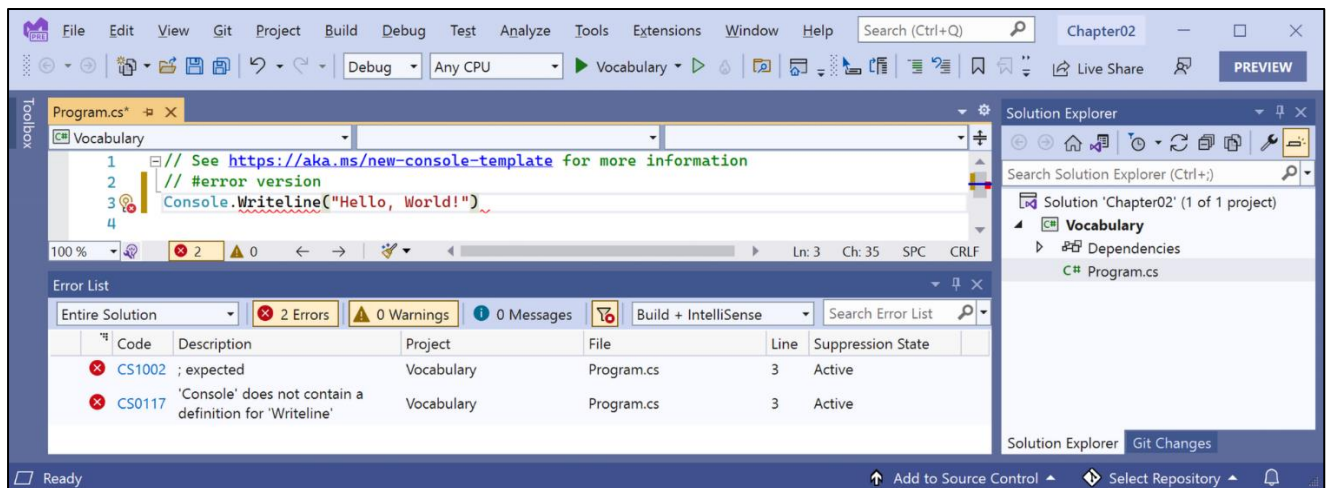 File Edit View Git Project Build Debug Test Analyze Tools Extensions Window Help Search (Ctrl+Q) Chapter02
Debug Any CPU Vocabulary Live Share PREVIEW
Toolbox
Program.cs*
C# Vocabulary
1 // See https://aka.ms/new-console-template for more information
2 // #error version
3 Console.Writeline("Hello, World!")
4
100 % 2 0 Ln: 3 Ch: 35 SPC CRLF
Error List
Entire Solution 2 Errors 0 Warnings 0 Messages Build + IntelliSense Search Error List
Code Description Project File Line Suppression State
CS1002 ; expected Vocabulary Program.cs 3 Active
CS0117 'Console' does not contain a definition for 'Writeline' Vocabulary Program.cs 3 Active
Solution Explorer
Search Solution Explorer (Ctrl+;)
Solution 'Chapter02' (1 of 1 project)
C# Vocabulary
Dependencies
C# Program.cs
Solution Explorer Git Changes
Ready Add to Source Control Select Repository